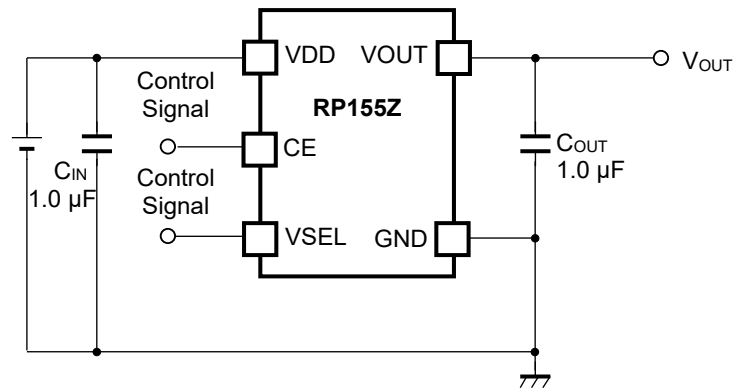 VDD VOUT
VOUT
Control
Signal
RP155Z
CE
CIN
1.0 µF
COUT
1.0 µF
Control
Signal
VSEL GND